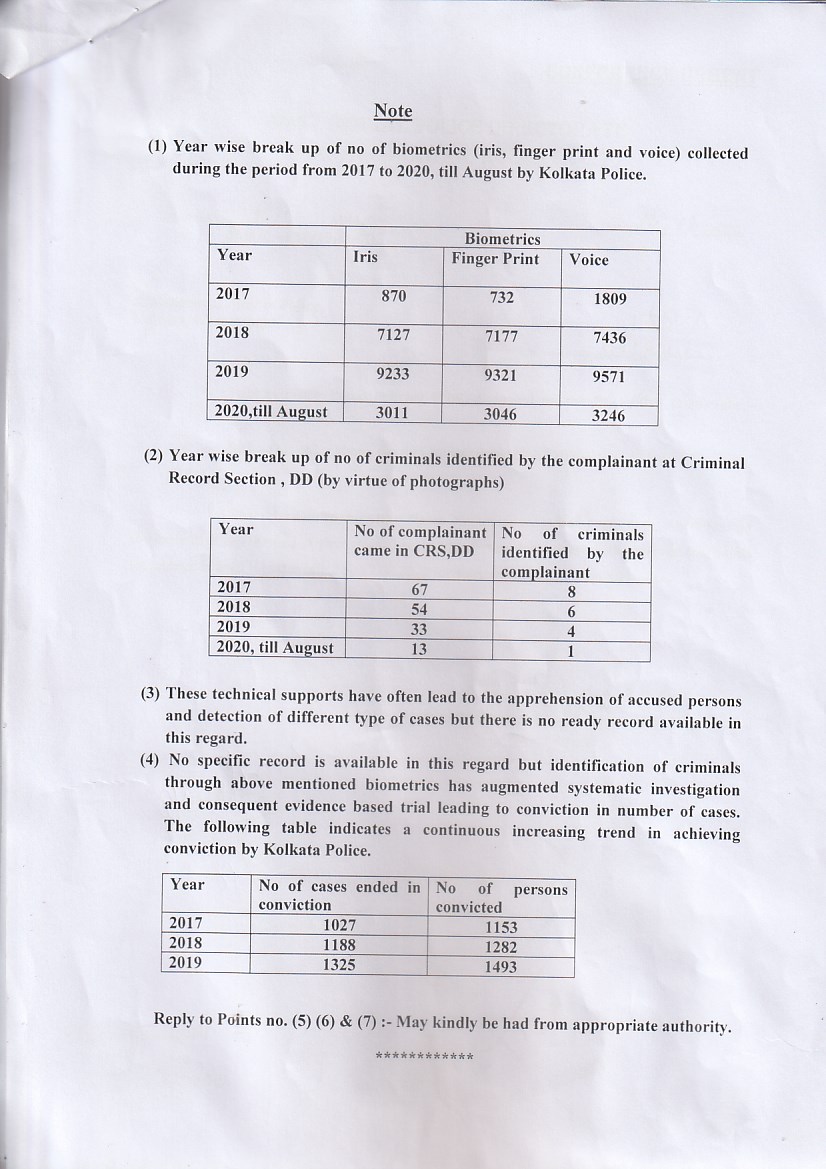 Note
(1) Year wise break up of no of biometrics (iris, finger print and voice) collected
during the period from 2017 to 2020, till August by Kolkata Police.
Biometrics
Year Iris Finger Print Voice
2017 870 732 1809
2018 7127 7177 7436
2019 9233 9321 9571
2020,till August 3011 3046 3246
(2) Year wise break up of no of criminals identified by the complainant at Criminal
Record Section , DD (by virtue of photographs)
Year No of complainant No of criminals
came in CRS,DD identified by the
complainant
2017 67 8
2018 54 6
2019 33 4
2020, till August 13 1
(3) These technical supports have often lead to the apprehension of accused persons
and detection of different type of cases but there is no ready record available in
this regard.
(4) No specific record is available in this regard but identification of criminals
through above mentioned biometrics has augmented systematic investigation
and consequent evidence based trial leading to conviction in number of cases.
The following table indicates a continuous increasing trend in achieving
conviction by Kolkata Police.
Year No of cases ended in No of persons
conviction convicted
2017 1027 1153
2018 1188 1282
2019 1325 1493
Reply to Points no. (5) (6) & (7) :- May kindly be had from appropriate authority.
************